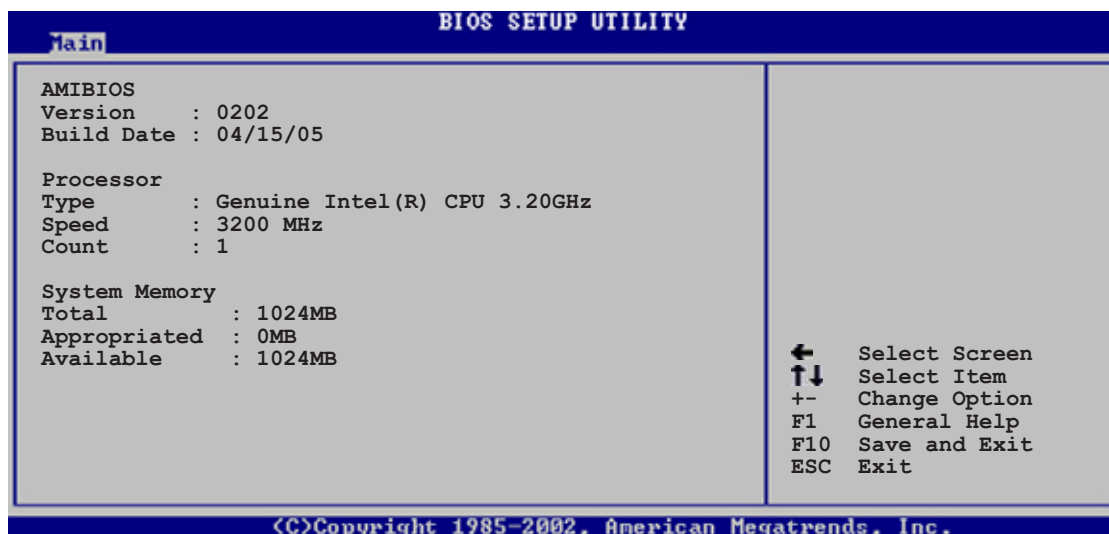 BIOS SETUP UTILITY
Main
AMIBIOS
Version : 0202
Build Date : 04/15/05
Processor
Type : Genuine Intel(R) CPU 3.20GHz
Speed : 3200 MHz
Count : 1
System Memory
Total : 1024MB
Appropriated : 0MB
Available : 1024MB
← Select Screen
↑↓ Select Item
+- Change Option
F1 General Help
F10 Save and Exit
ESC Exit
(C)Copyright 1985-2002, American Megatrends, Inc.